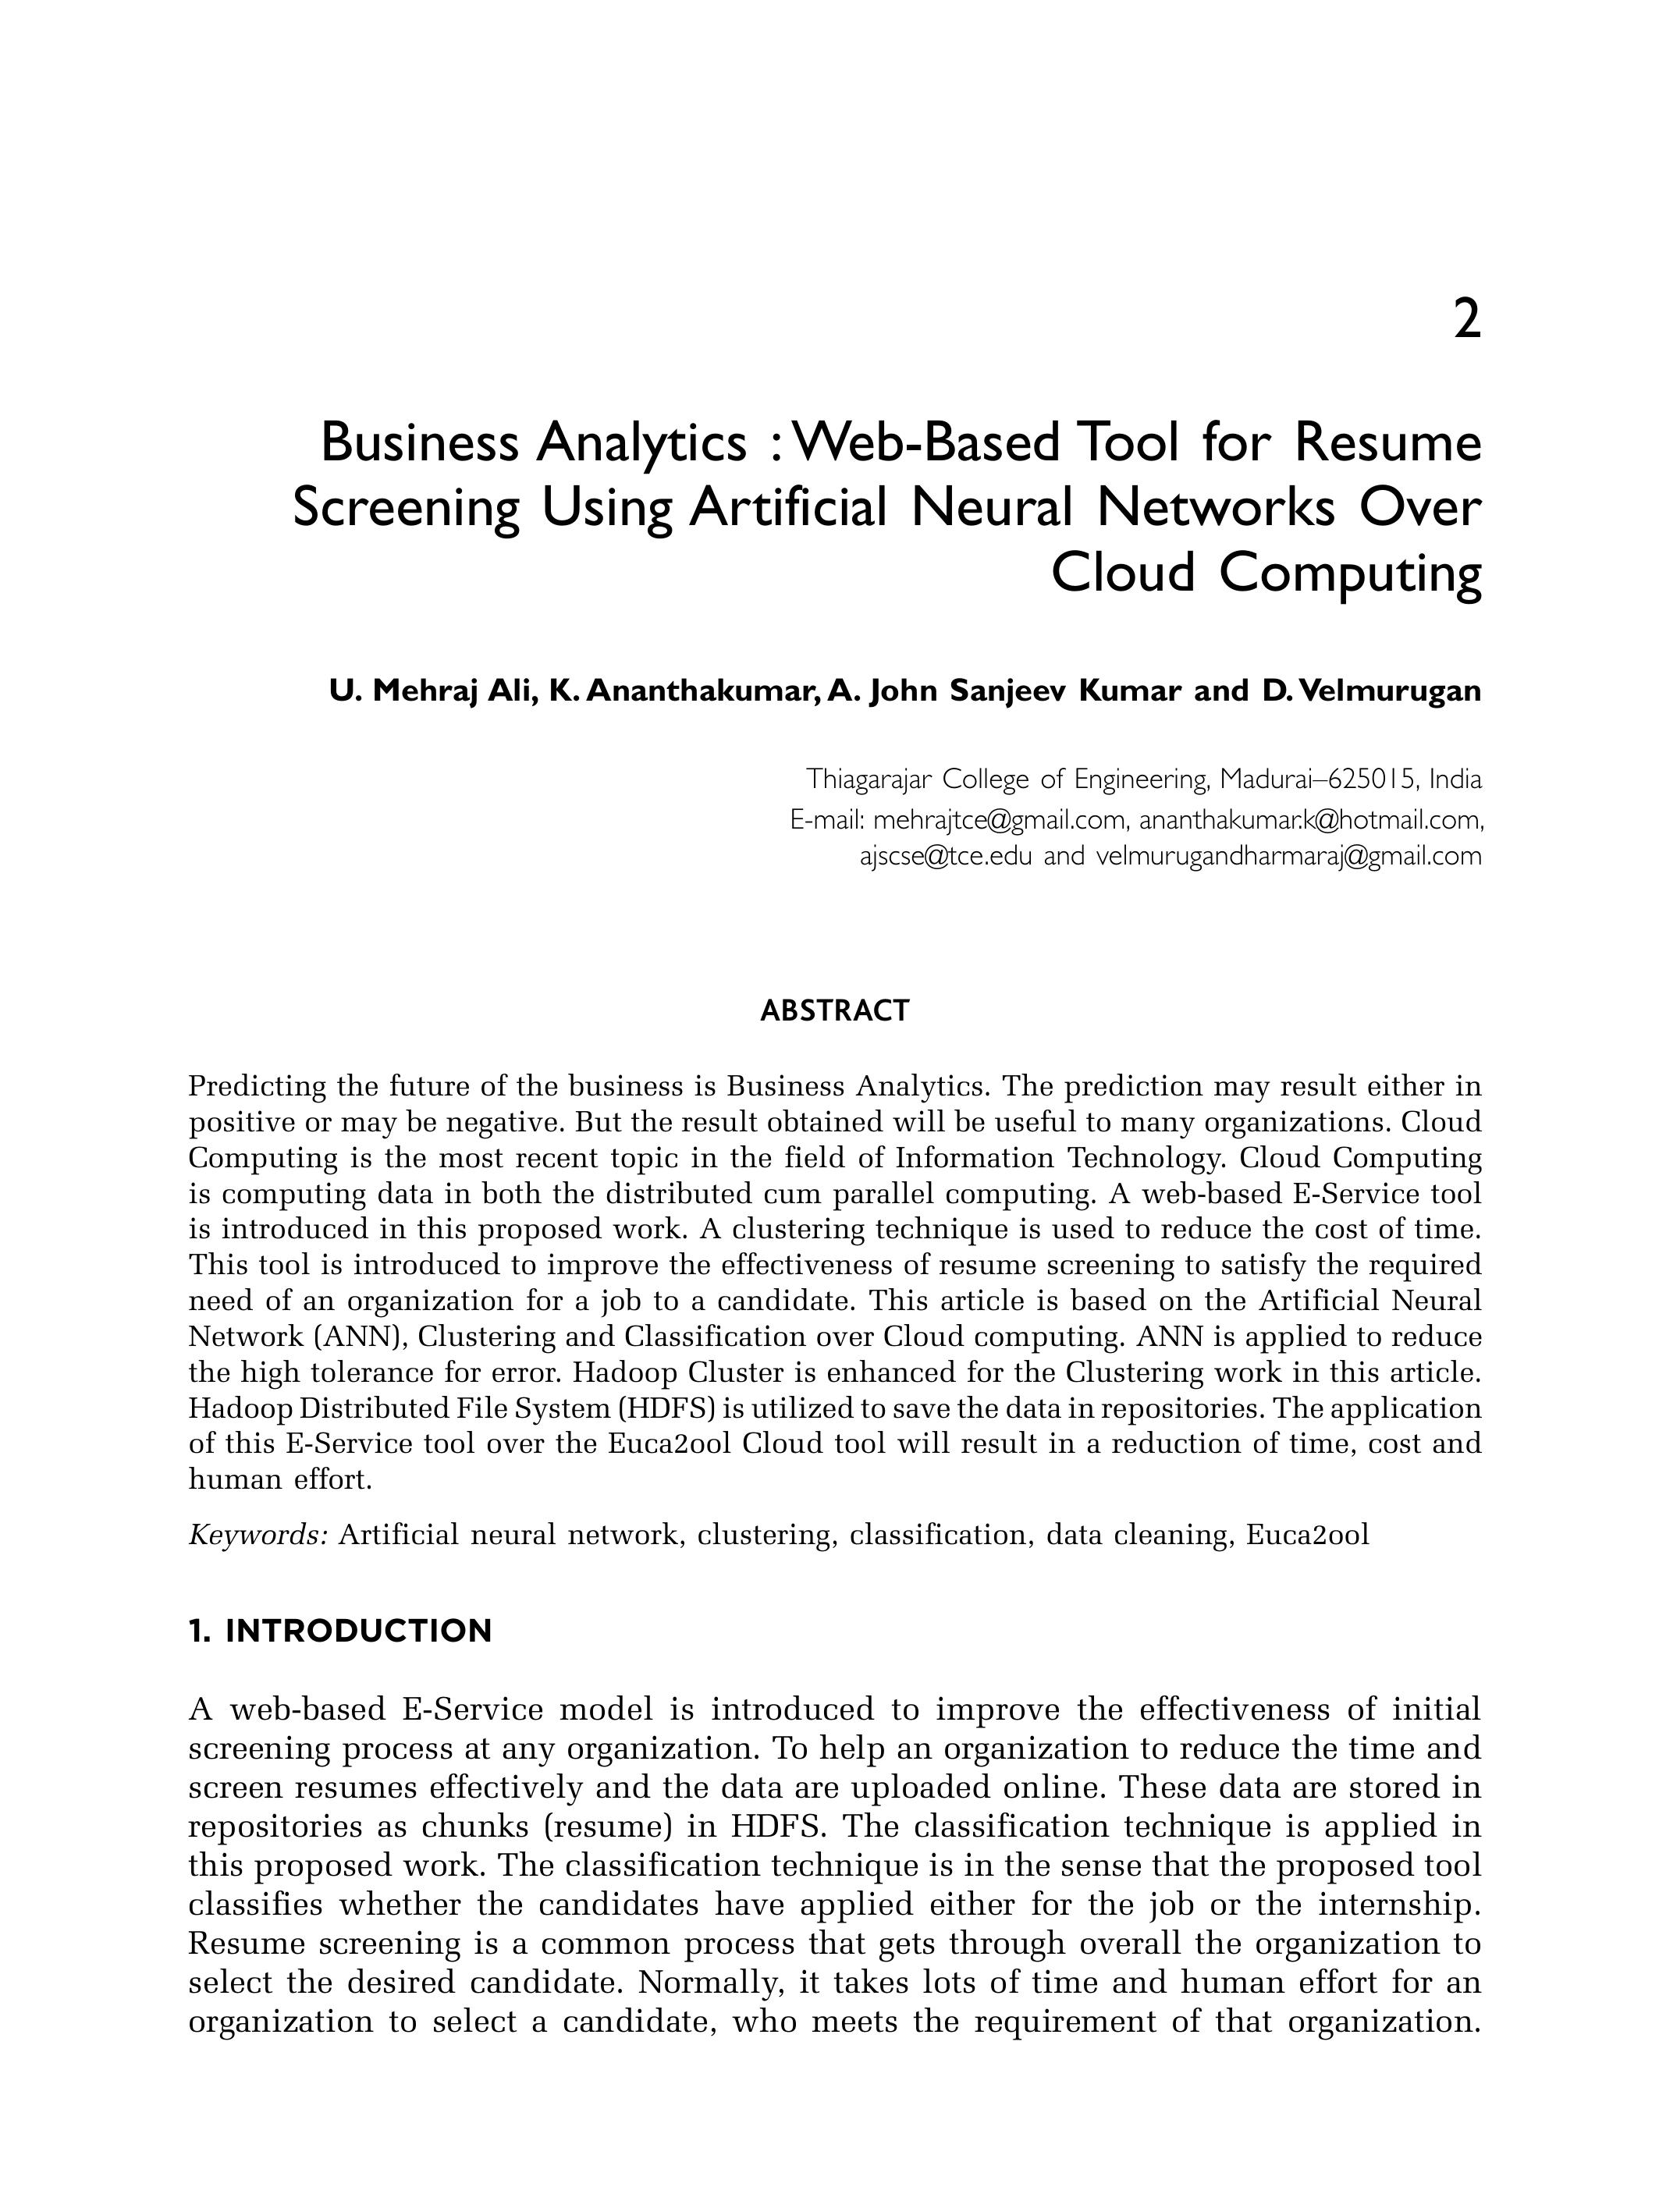 2
Business Analytics : Web-Based Tool for Resume
Screening Using Artificial Neural Networks Over
Cloud Computing
U. Mehraj Ali, K. Ananthakumar, A. John Sanjeev Kumar and D. Velmurugan
Thiagarajar College of Engineering, Madurai–625015, India
E-mail: mehrajtce@gmail.com, ananthakumar.k@hotmail.com,
ajscse@tce.edu and velmurugandharmaraj@gmail.com
ABSTRACT
Predicting the future of the business is Business Analytics. The prediction may result either in
positive or may be negative. But the result obtained will be useful to many organizations. Cloud
Computing is the most recent topic in the field of Information Technology. Cloud Computing
is computing data in both the distributed cum parallel computing. A web-based E-Service tool
is introduced in this proposed work. A clustering technique is used to reduce the cost of time.
This tool is introduced to improve the effectiveness of resume screening to satisfy the required
need of an organization for a job to a candidate. This article is based on the Artificial Neural
Network (ANN), Clustering and Classification over Cloud computing. ANN is applied to reduce
the high tolerance for error. Hadoop Cluster is enhanced for the Clustering work in this article.
Hadoop Distributed File System (HDFS) is utilized to save the data in repositories. The application
of this E-Service tool over the Euca2ool Cloud tool will result in a reduction of time, cost and
human effort.
Keywords: Artificial neural network, clustering, classification, data cleaning, Euca2ool
1. INTRODUCTION
A web-based E-Service model is introduced to improve the effectiveness of initial
screening process at any organization. To help an organization to reduce the time and
screen resumes effectively and the data are uploaded online. These data are stored in
repositories as chunks (resume) in HDFS. The classification technique is applied in
this proposed work. The classification technique is in the sense that the proposed tool
classifies whether the candidates have applied either for the job or the internship.
Resume screening is a common process that gets through overall the organization to
select the desired candidate. Normally, it takes lots of time and human effort for an
organization to select a candidate, who meets the requirement of that organization.